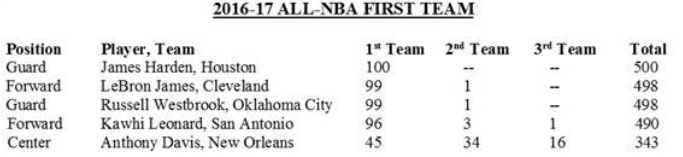 2016-17 ALL-NBA FIRST TEAM
Position Player, Team 1st Team 2nd Team 3rd Team Total
Guard James Harden, Houston 100 -- -- 500
Forward LeBron James, Cleveland 99 1 -- 498
Guard Russell Westbrook, Oklahoma City 99 1 -- 498
Forward Kawhi Leonard, San Antonio 96 3 1 490
Center Anthony Davis, New Orleans 45 34 16 343